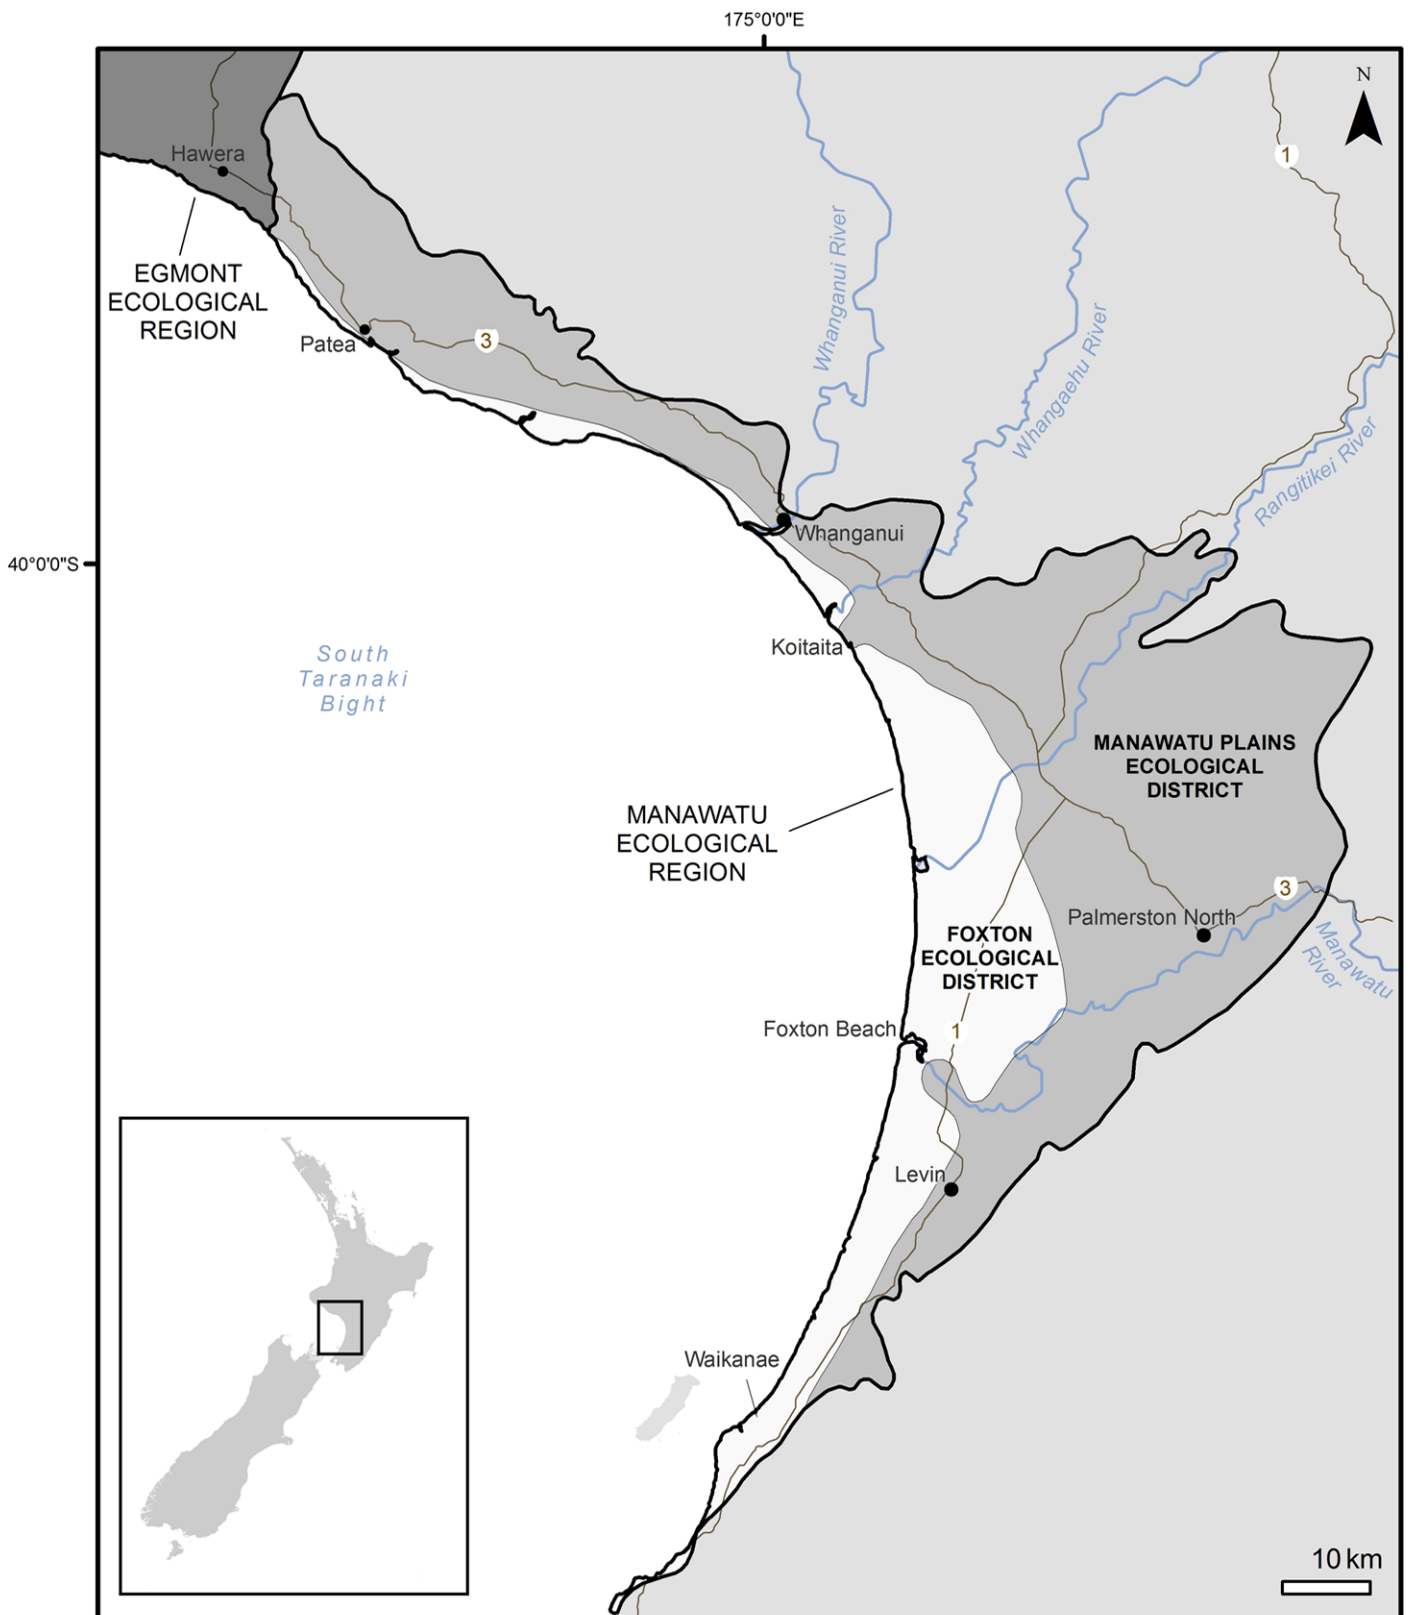 175°0'0"E
N
1
Hawera
Whanganui River
EGMONT
ECOLOGICAL
REGION
Whangaehu River
Patea
3
Rangitikei River
Whanganui
40°0'0"S
Koitaita
South
Taranaki
Bight
MANAWATU PLAINS
ECOLOGICAL
DISTRICT
MANAWATU
ECOLOGICAL
REGION
3
Palmerston North
FOXTON
ECOLOGICAL
DISTRICT
Manawatu
River
Foxton Beach
1
Levin
Waikanae
10 km